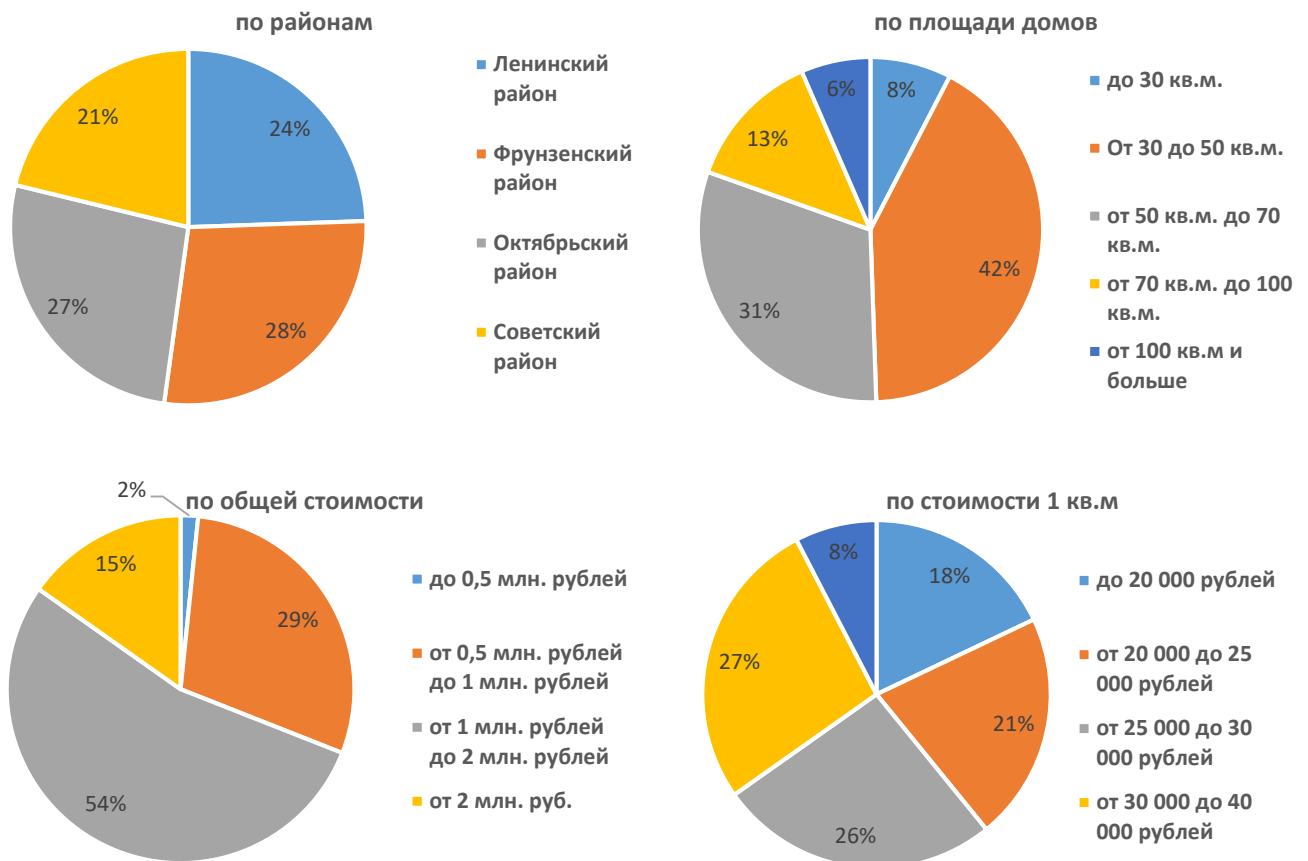 по районам
24%
28%
27%
21%
Ленинский
район
Фрунзенский
район
Октябрьский
район
Советский
район
по площади домов
8%
42%
31%
13%
6%
до 30 кв.м.
От 30 до 50 кв.м.
от 50 кв.м. до 70
кв.м.
от 70 кв.м. до 100
кв.м.
от 100 кв.м и
больше
по общей стоимости
2%
29%
54%
15%
до 0,5 млн. рублей
от 0,5 млн. рублей
до 1 млн. рублей
от 1 млн. рублей
до 2 млн. рублей
от 2 млн. руб.
по стоимости 1 кв.м
18%
21%
26%
27%
8%
до 20 000 рублей
от 20 000 до 25
000 рублей
от 25 000 до 30
000 рублей
от 30 000 до 40
000 рублей